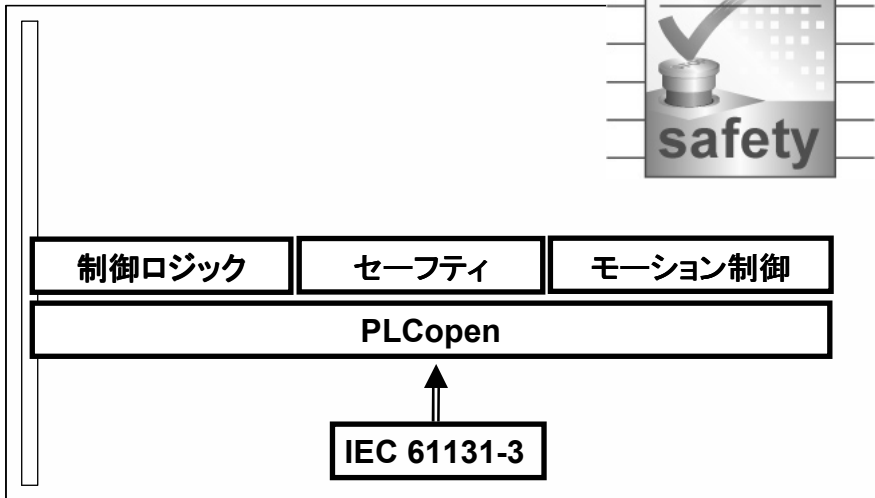 safety
制御ロジック
セーフティ
モーション制御
PLCopen
IEC 61131-3